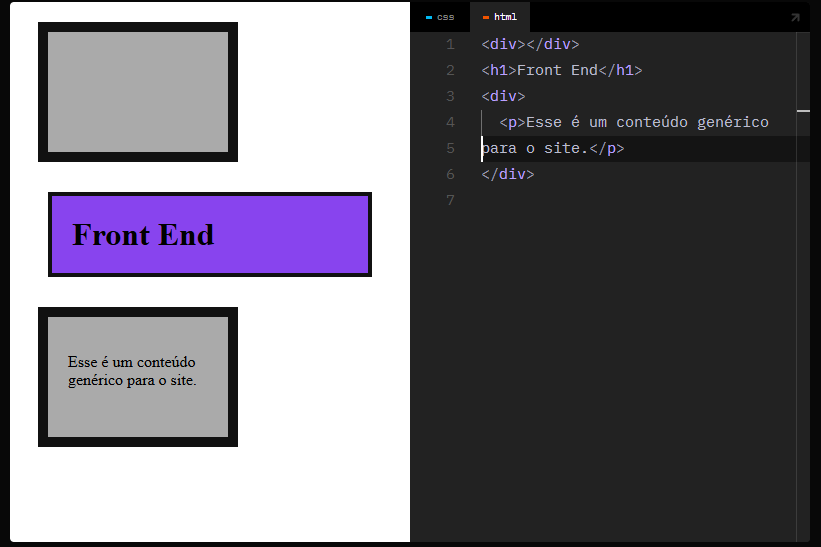 css html
Front End
Esse é um conteúdo
genérico para o site.
1 <div></div>
2 <h1>Front End</h1>
3 <div>
4 <p>Esse é um conteúdo genérico
5 para o site.</p>
6 </div>
7